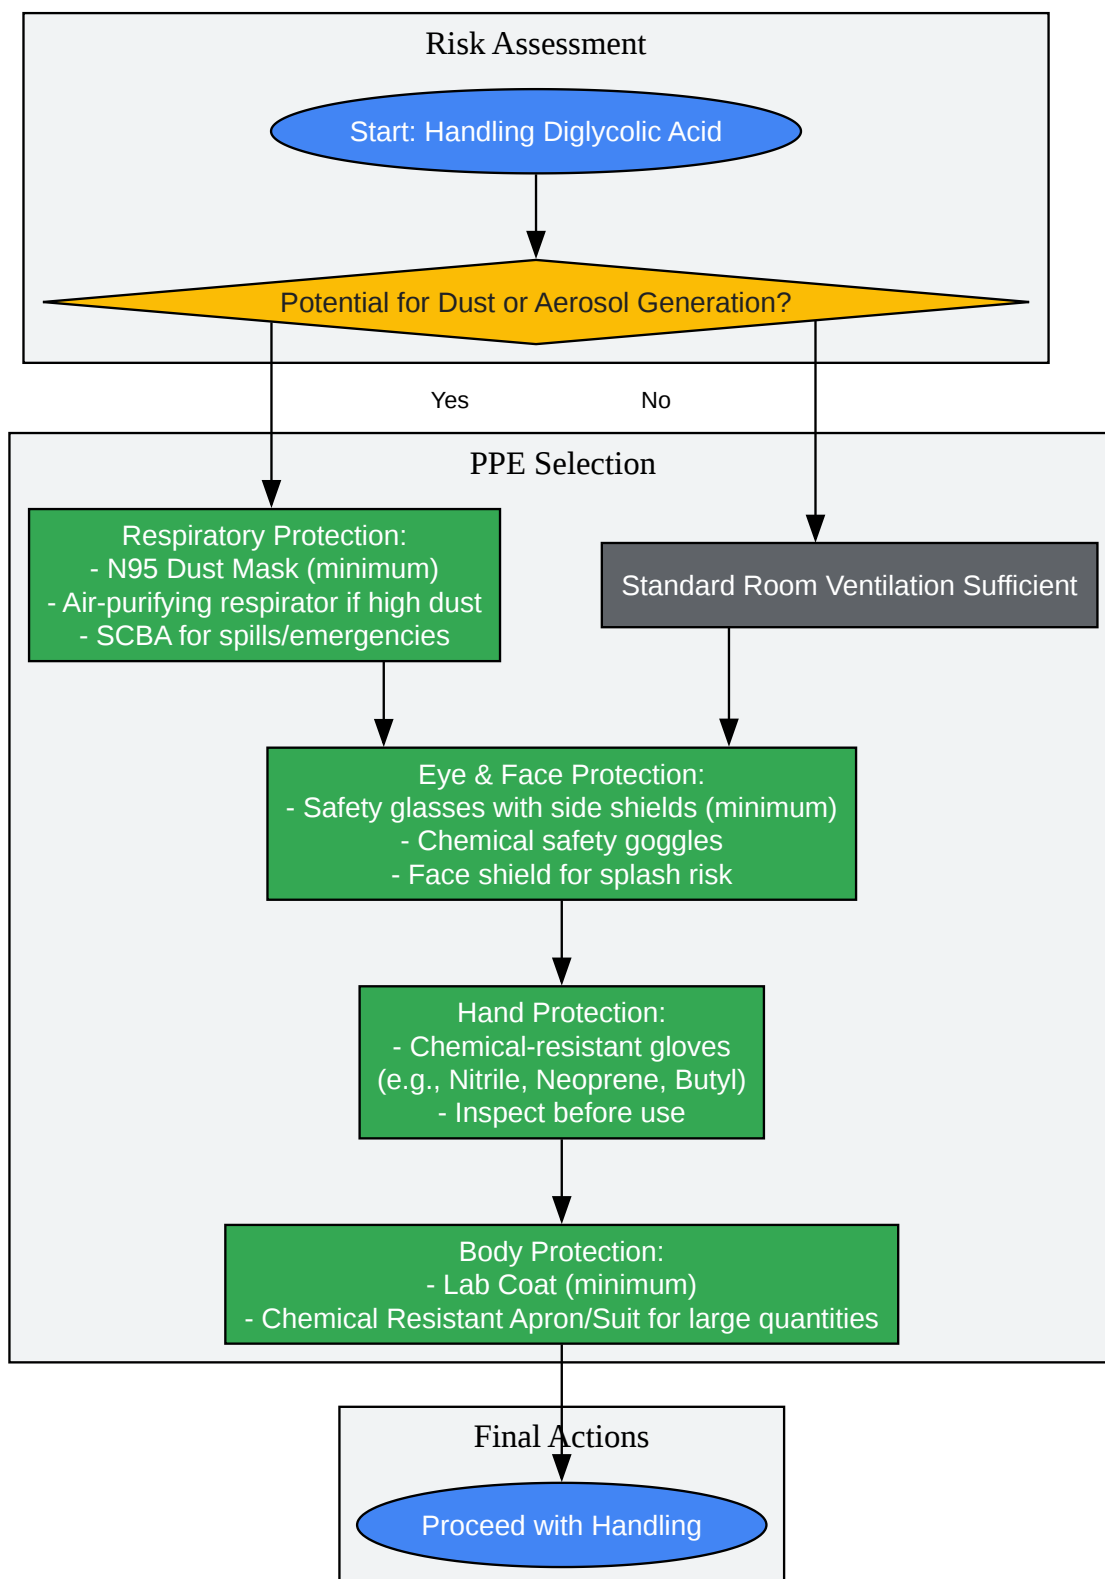 Risk Assessment
Start: Handling Diglycolic Acid
Potential for Dust or Aerosol Generation?
Yes
No
PPE Selection
Respiratory Protection:
- N95 Dust Mask (minimum)
- Air-purifying respirator if high dust
- SCBA for spills/emergencies
Standard Room Ventilation Sufficient
Eye & Face Protection:
- Safety glasses with side shields (minimum)
- Chemical safety goggles
- Face shield for splash risk
Hand Protection:
- Chemical-resistant gloves
(e.g., Nitrile, Neoprene, Butyl)
- Inspect before use
Body Protection:
- Lab Coat (minimum)
- Chemical Resistant Apron/Suit for large quantities
Final Actions
Proceed with Handling